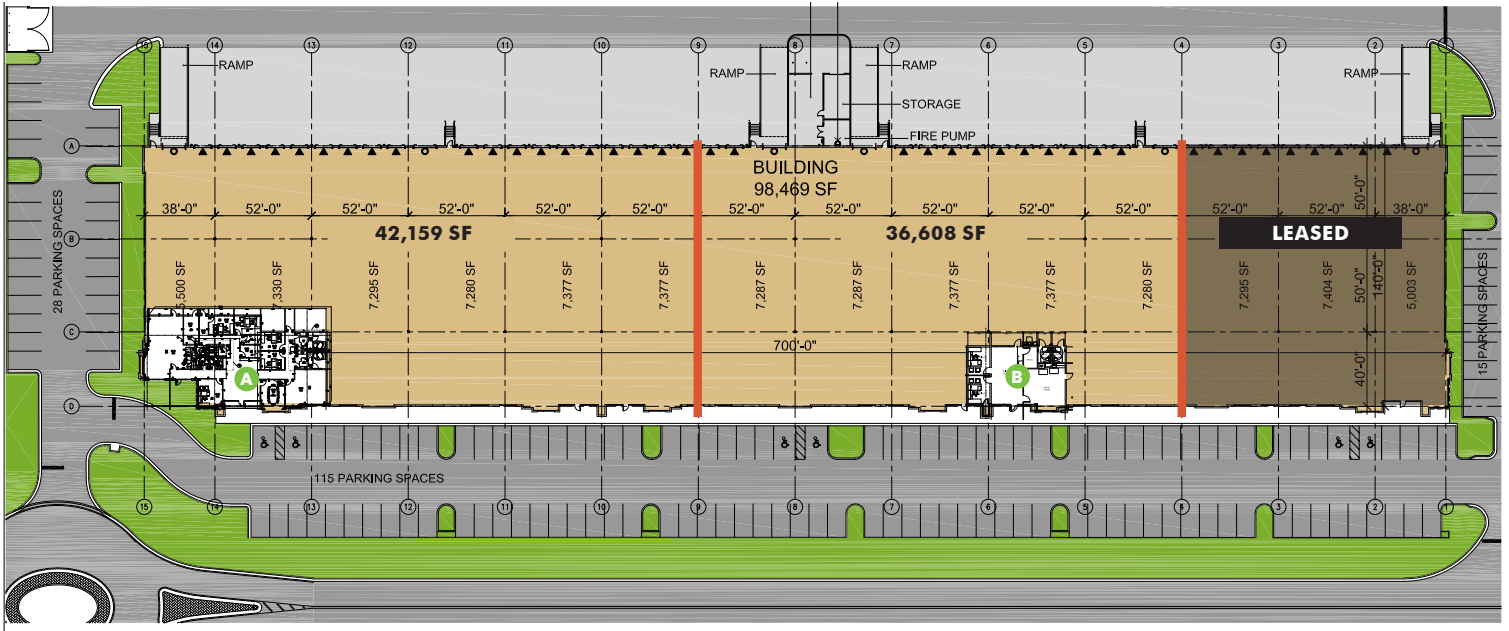 15 14 13 12 11 10 9 8 7 6 5 4 3 2 1
RAMP
RAMP
RAMP
RAMP
STORAGE
FIRE PUMP
A
BUILDING
98,469 SF
38'-0" 52'-0" 52'-0" 52'-0" 52'-0" 52'-0" 52'-0" 52'-0" 52'-0" 52'-0" 52'-0" 52'-0" 52'-0" 38'-0"
50'-0"
B
42,159 SF
36,608 SF
LEASED
28 PARKING SPACES
5,500 SF
7,330 SF
7,295 SF
7,280 SF
7,377 SF
7,377 SF
7,287 SF
7,287 SF
7,377 SF
7,377 SF
7,280 SF
7,295 SF
7,404 SF
5,003 SF
50'-0"
140'-0"
15 PARKING SPACES
C
700'-0"
40'-0"
A
B
D
115 PARKING SPACES
15 14 13 12 11 10 9 8 7 6 5 4 3 2 1